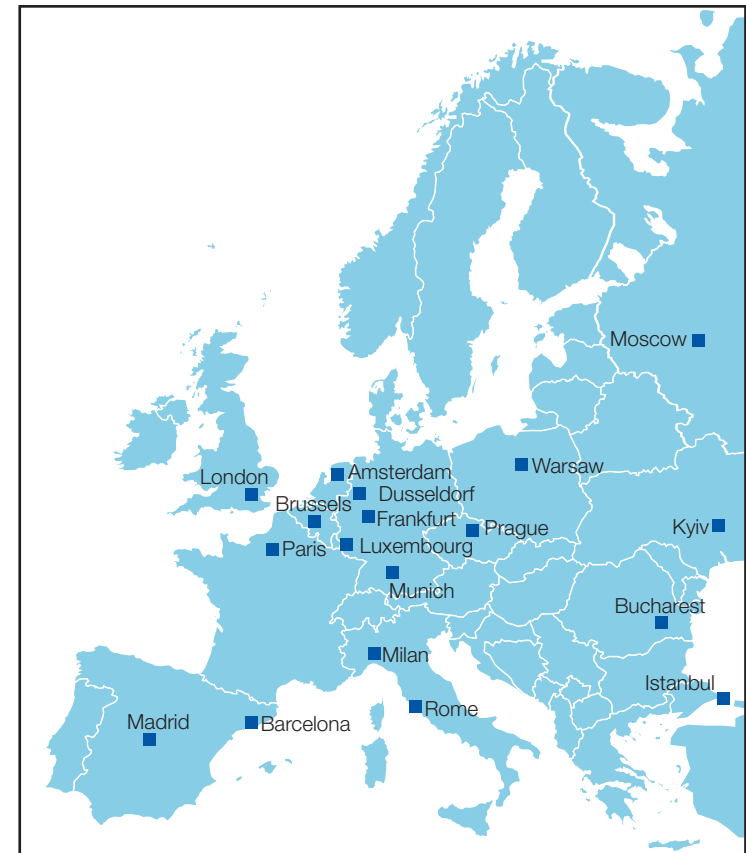 Moscow
Warsaw
Amsterdam
London
Dusseldorf
Brussels
Frankfurt
Kyiv
Prague
Paris
Luxembourg
Munich
Bucharest
Milan
Istanbul
Rome
Madrid
Barcelona